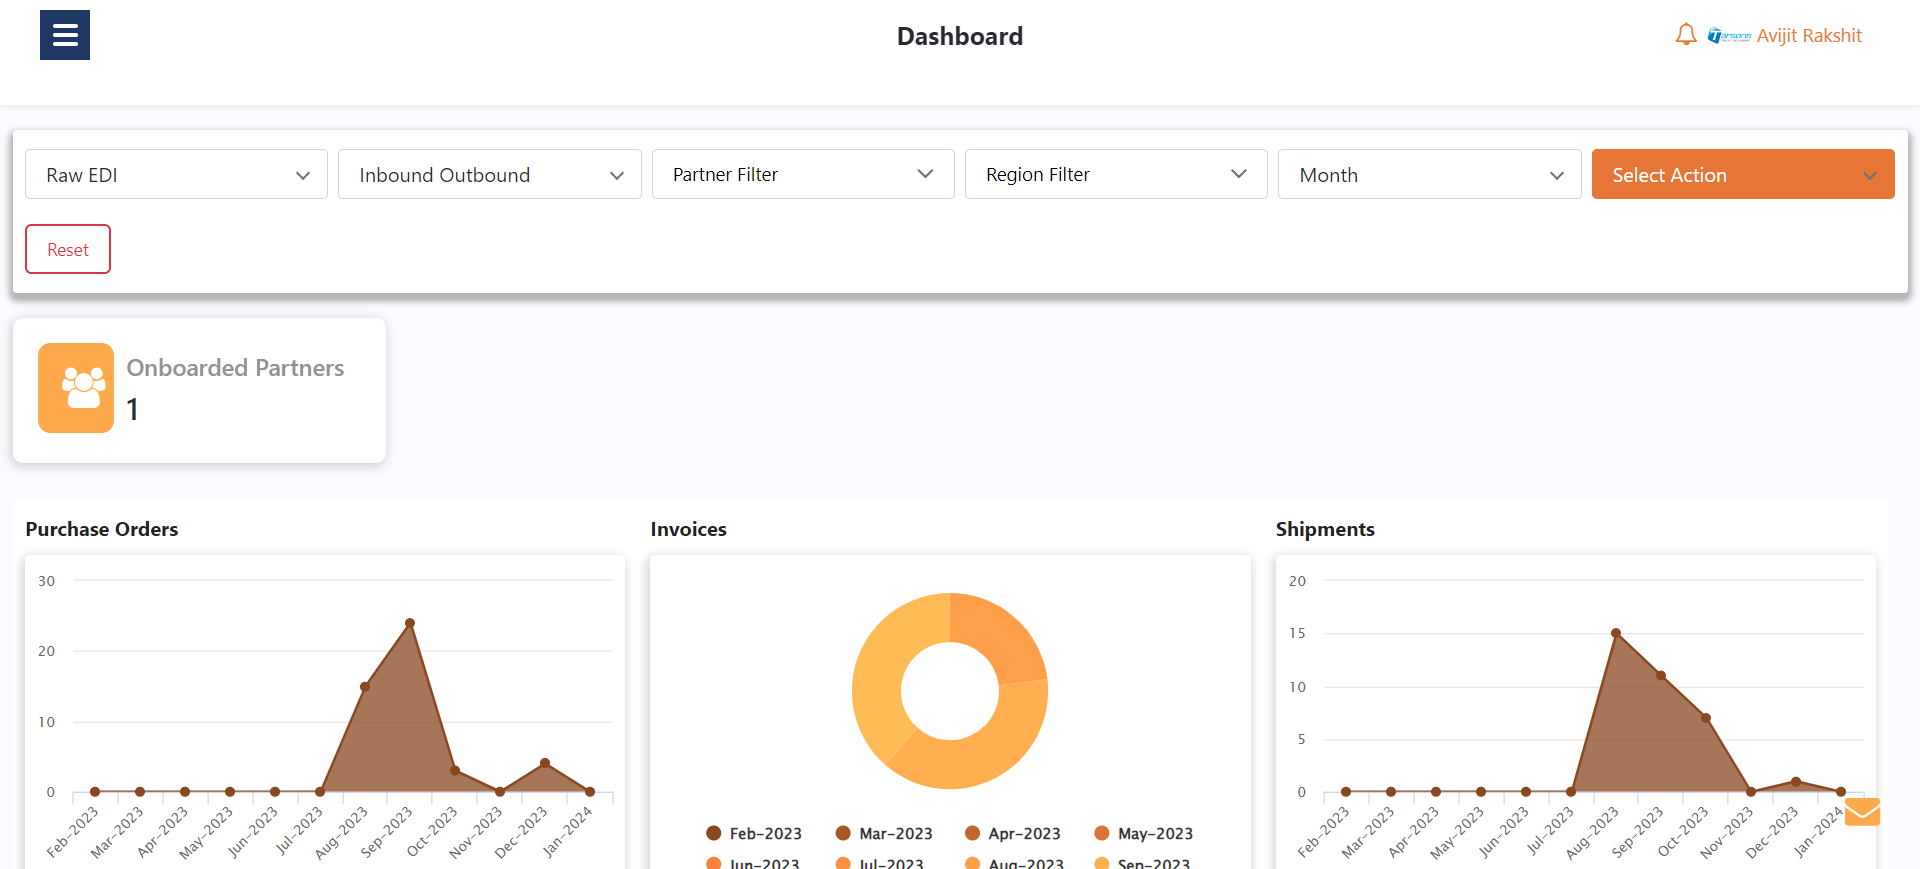 Dashboard
Tarsons
Avijit Rakshit
Raw EDI
Inbound Outbound
Partner Filter
Region Filter
Month
Select Action
Reset
Onboarded Partners
1
Purchase Orders
30
20
10
0
Feb-2023
Mar-2023
Apr-2023
May-2023
Jun-2023
Jul-2023
Aug-2023
Sep-2023
Oct-2023
Nov-2023
Dec-2023
Jan-2024
Invoices
Feb-2023
Mar-2023
Apr-2023
May-2023
Jun-2023
Jul-2023
Aug-2023
Sep-2023
Shipments
20
15
10
5
0
Feb-2023
Mar-2023
Apr-2023
May-2023
Jun-2023
Jul-2023
Aug-2023
Sep-2023
Oct-2023
Nov-2023
Dec-2023
Jan-2024